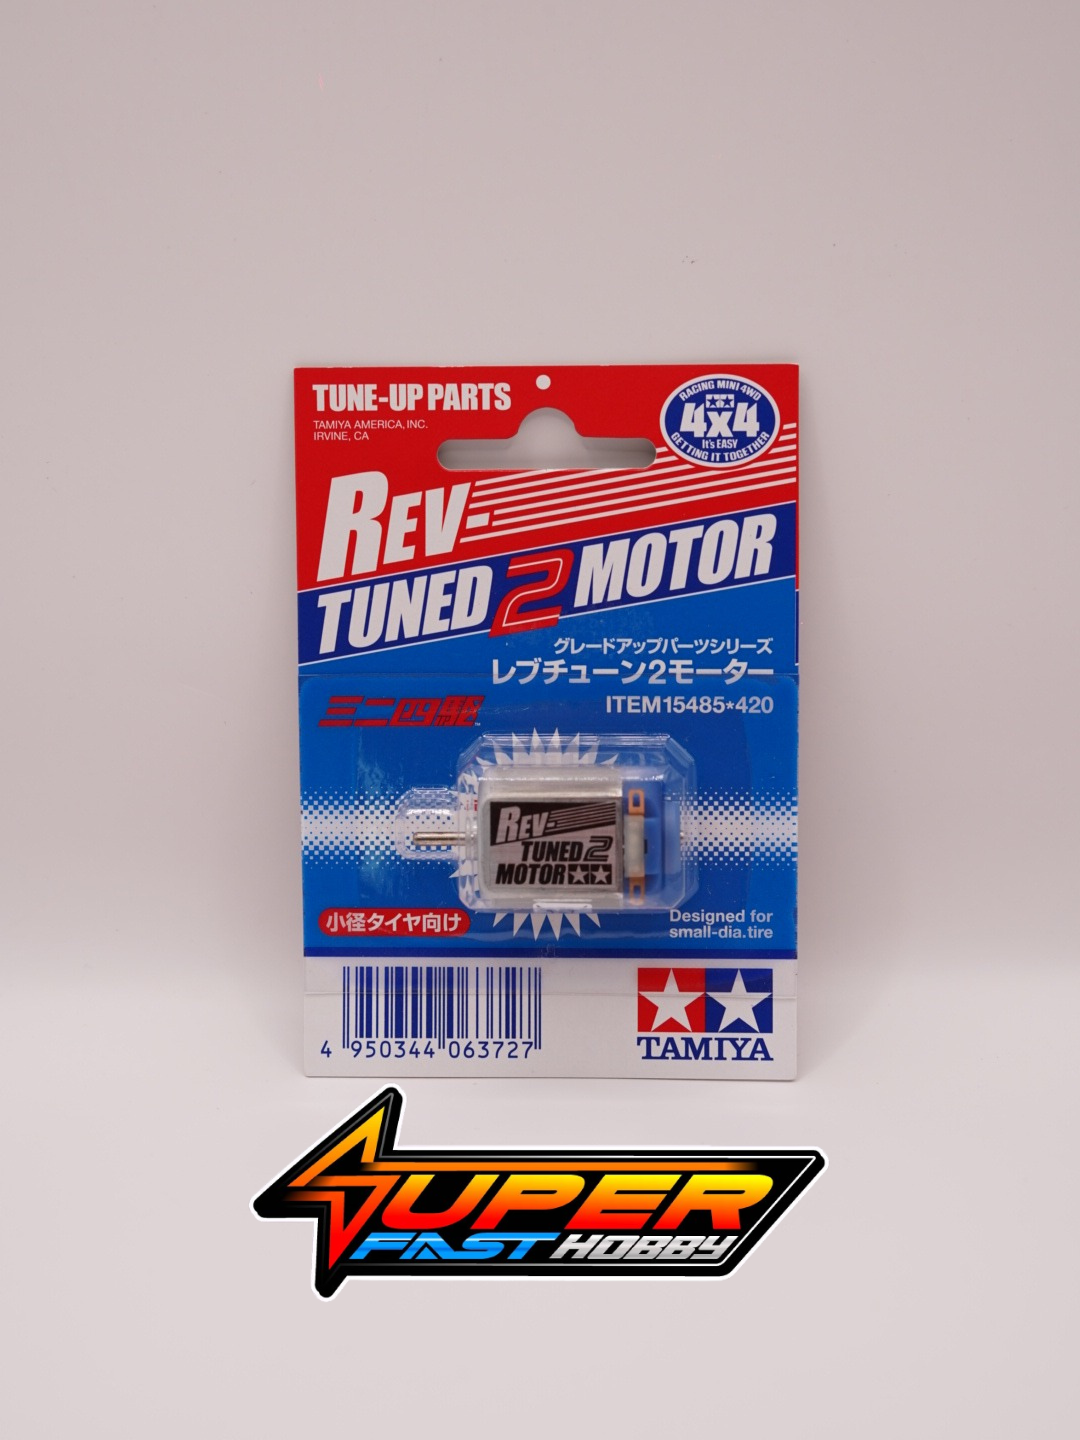 TUNE-UP PARTS
TAMIYA AMERICA, INC.
IRVINE, CA
RACING MINI 4WD
4x4
It's EASY
GETTING IT TOGETHER
REV-
TUNED 2 MOTOR
グレードアップパーツシリーズ
レブチューン2モーター
ITEM15485*420
ミニ四駆
REV-
TUNED 2
MOTOR
小径タイヤ向け
Designed for
small-dia.tire
4 950344 063727
TAMIYA
SUPER
FAST HOBBY